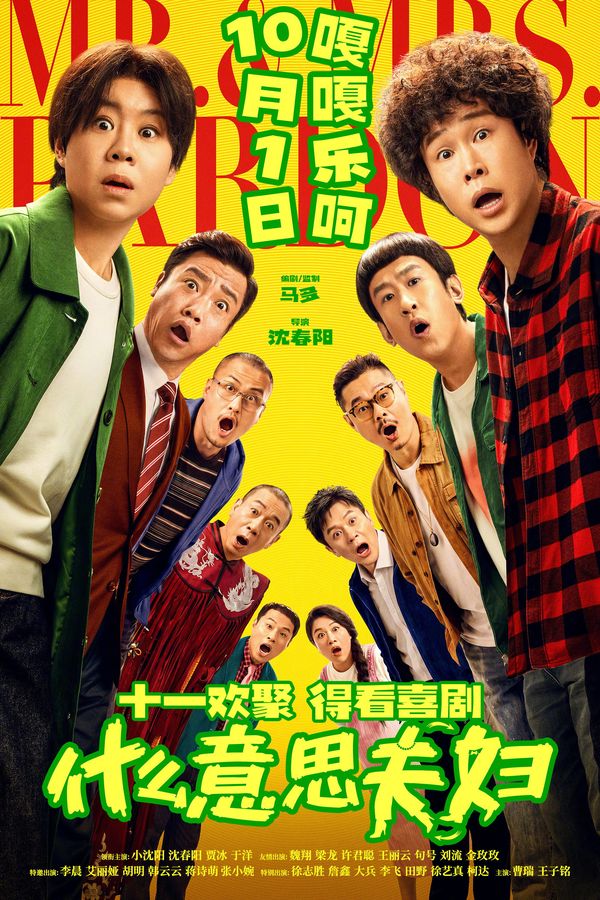 MR. & MRS.
PARDON
嘎嘎乐呵
10月1日
编剧/监制
马多
导演
沈春阳
十一欢聚 得看喜剧
什么意思夫妇
领衔主演:小沈阳 沈春阳 贾冰 于洋 友情出演:魏翔 梁龙 许君聪 王丽云 句号 刘流 金玫玫
特邀出演:李晨 艾丽娅 胡明 韩云云 蒋诗萌 张小婉 特别出演:徐志胜 詹鑫 大兵 李飞 田野 徐艺真 柯达 主演:曹瑞 王子铭